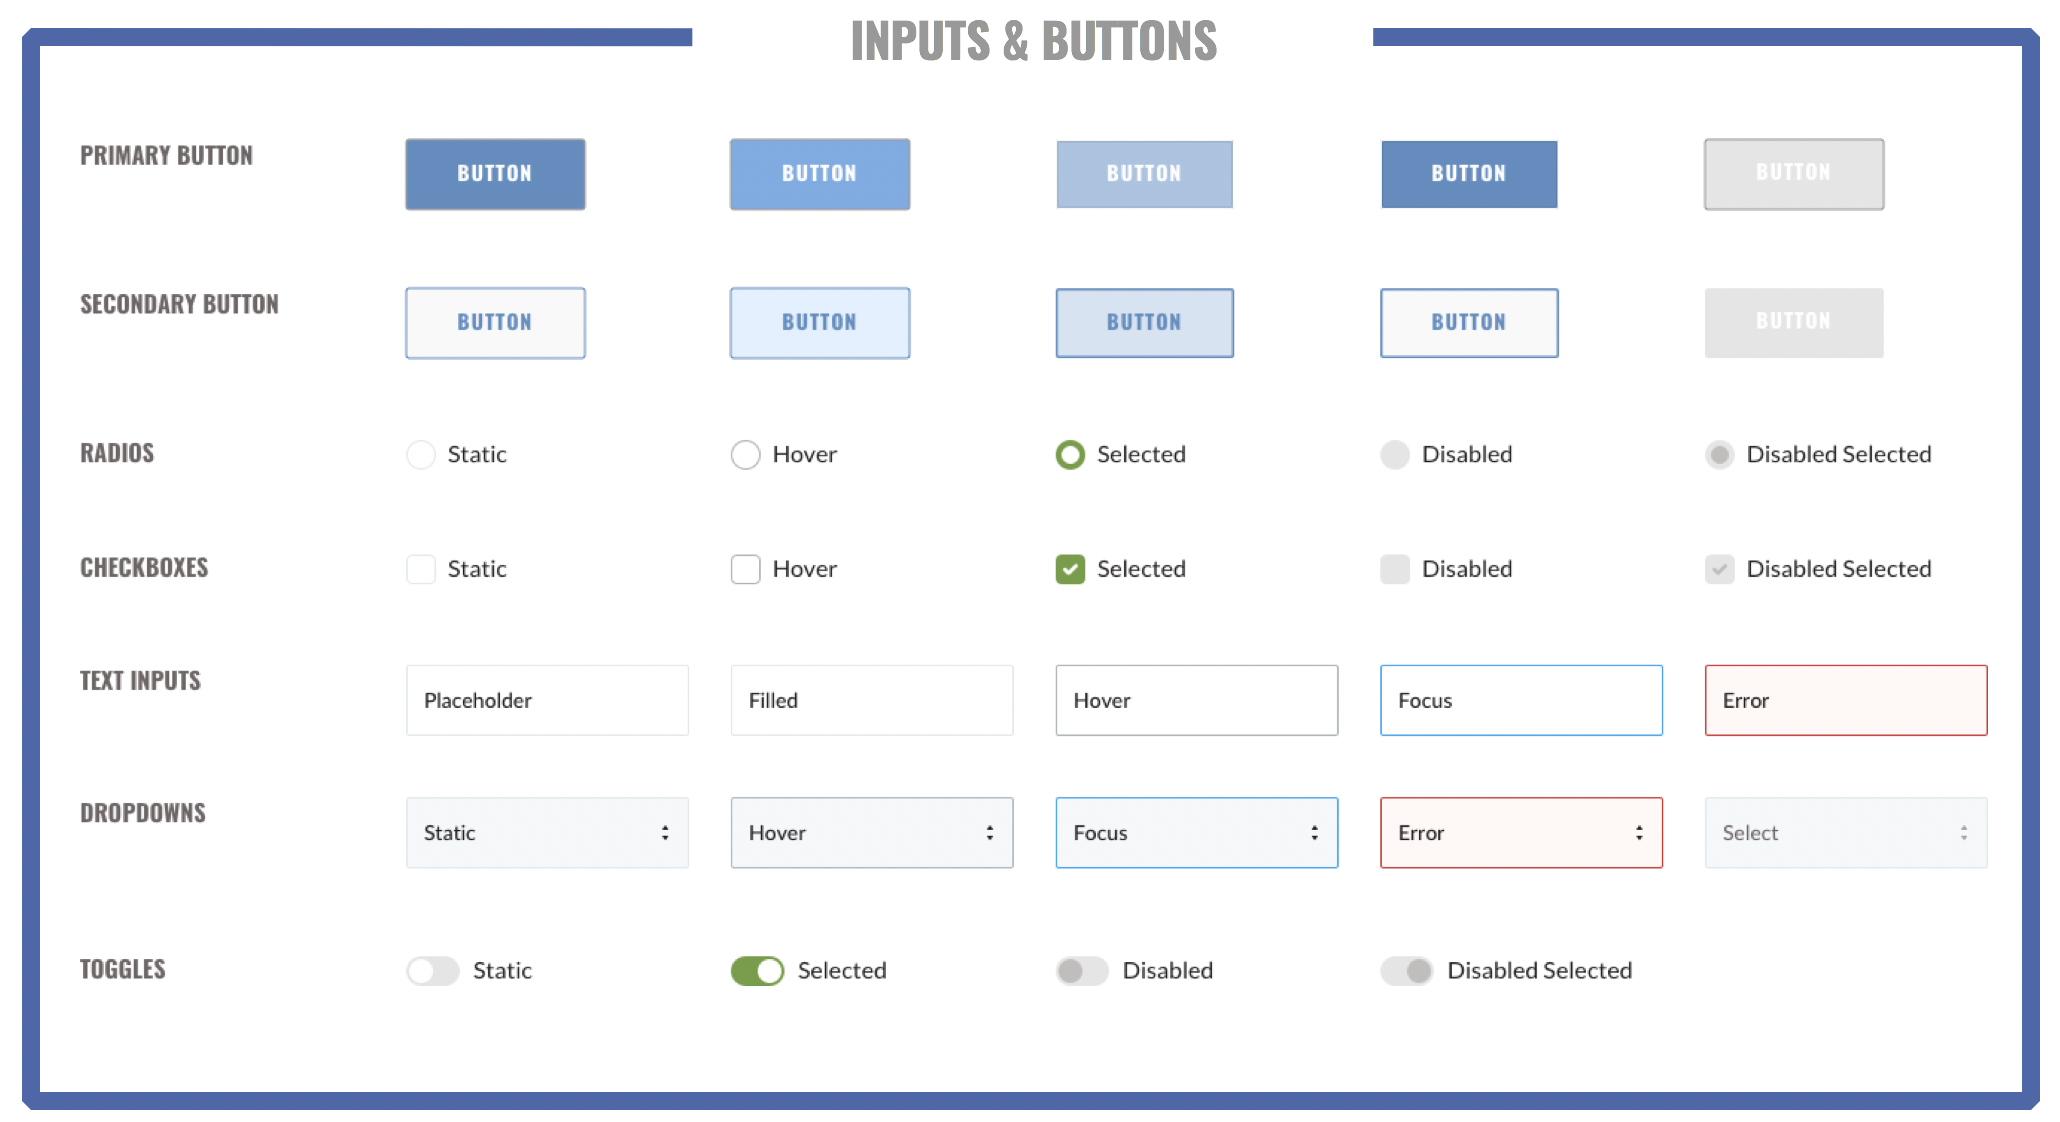 INPUTS & BUTTONS
PRIMARY BUTTON
BUTTON BUTTON BUTTON BUTTON BUTTON
SECONDARY BUTTON
BUTTON BUTTON BUTTON BUTTON BUTTON
RADIOS
Static Hover Selected Disabled Disabled Selected
CHECKBOXES
Static Hover Selected Disabled Disabled Selected
TEXT INPUTS
Placeholder Filled Hover Focus Error
DROPDOWNS
Static Hover Focus Error Select
TOGGLES
Static Selected Disabled Disabled Selected